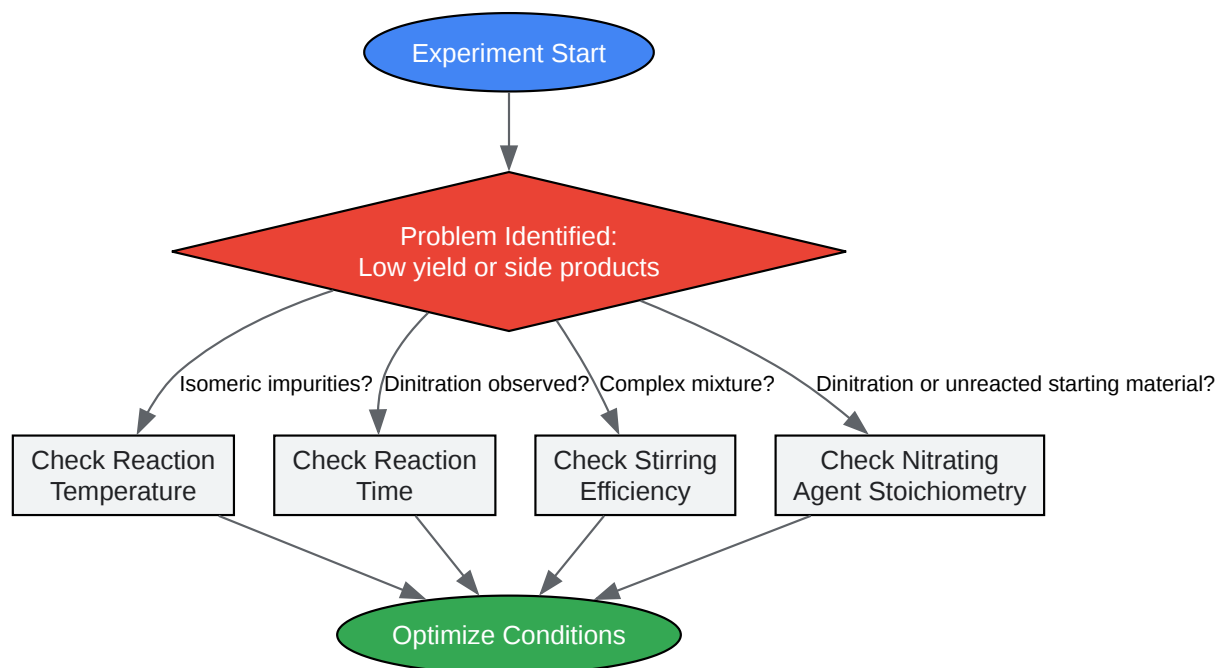 Experiment Start
Problem Identified:
Low yield or side products
Isomeric impurities?
Dinitration observed?
Complex mixture?
Dinitration or unreacted starting material?
Check Reaction
Temperature
Check Reaction
Time
Check Stirring
Efficiency
Check Nitrating
Agent Stoichiometry
Optimize Conditions